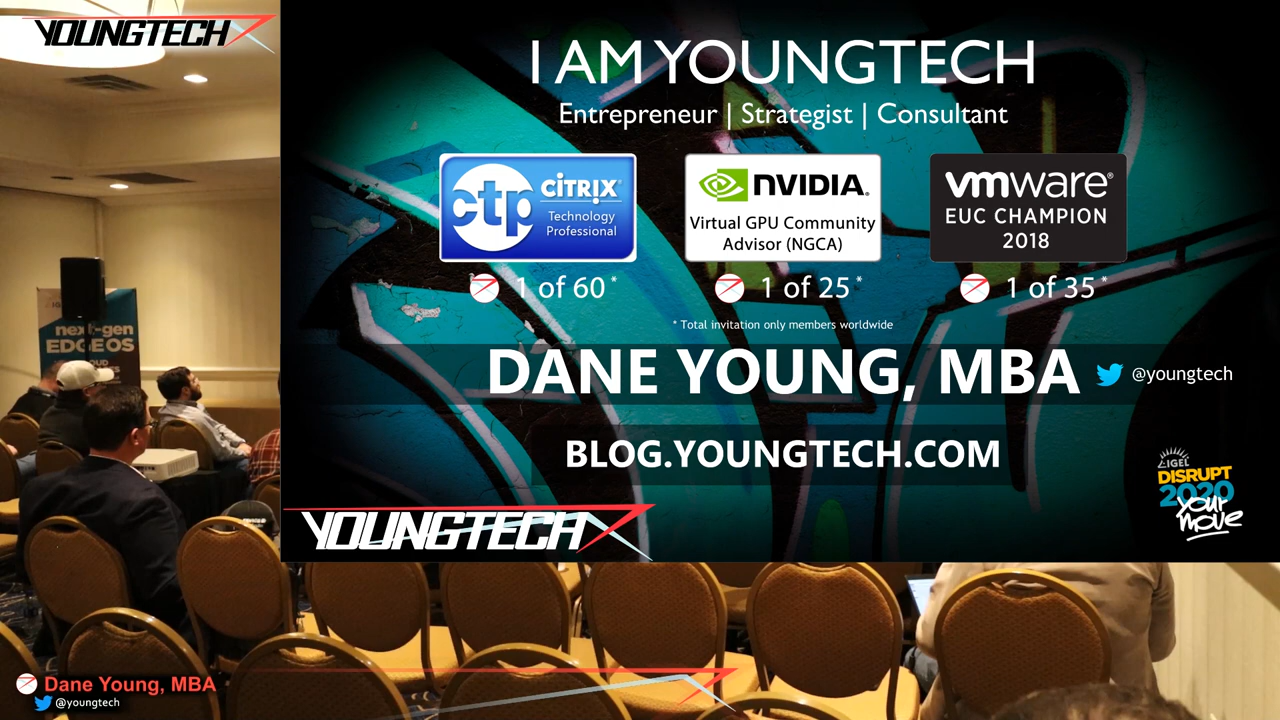 YOUNGTECH
I AM YOUNGTECH
Entrepreneur | Strategist | Consultant
ctp CİTRIX®
Technology
Professional
NVIDIA.
Virtual GPU Community
Advisor (NGCA)
vmware®
EUC CHAMPION
2018
1 of 60*
1 of 25*
1 of 35*
* Total invitation only members worldwide
DANE YOUNG, MBA
@youngtech
BLOG.YOUNGTECH.COM
IGEL
DISRUPT
2020
your
move
YOUNGTECH
next-gen
EDGE OS
Dane Young, MBA
@youngtech